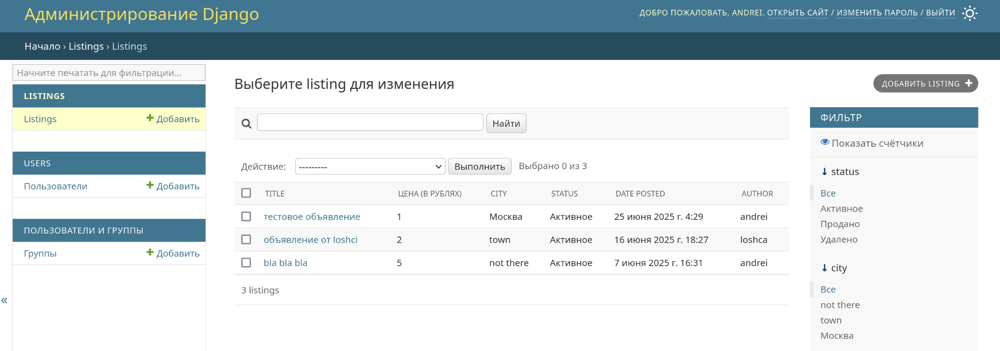 Администрирование Django
ДОБРО ПОЖАЛОВАТЬ, ANDREI. ОТКРЫТЬ САЙТ / ИЗМЕНИТЬ ПАРОЛЬ / ВЫЙТИ
Начало › Listings › Listings
Начните печатать для фильтрации...
LISTINGS
Listings Добавить
USERS
Пользователи Добавить
ПОЛЬЗОВАТЕЛИ И ГРУППЫ
Группы Добавить
«
Выберите listing для изменения
ДОБАВИТЬ LISTING
Найти
Действие: --------- Выполнить Выбрано 0 из 3
TITLE ЦЕНА (В РУБЛЯХ) CITY STATUS DATE POSTED AUTHOR
тестовое объявление 1 Москва Активное 25 июня 2025 г. 4:29 andrei
объявление от loshci 2 town Активное 16 июня 2025 г. 18:27 loshca
bla bla bla 5 not there Активное 7 июня 2025 г. 16:31 andrei
3 listings
ФИЛЬТР
Показать счётчики
↓ status
Все
Активное
Продано
Удалено
↓ city
Все
not there
town
Москва